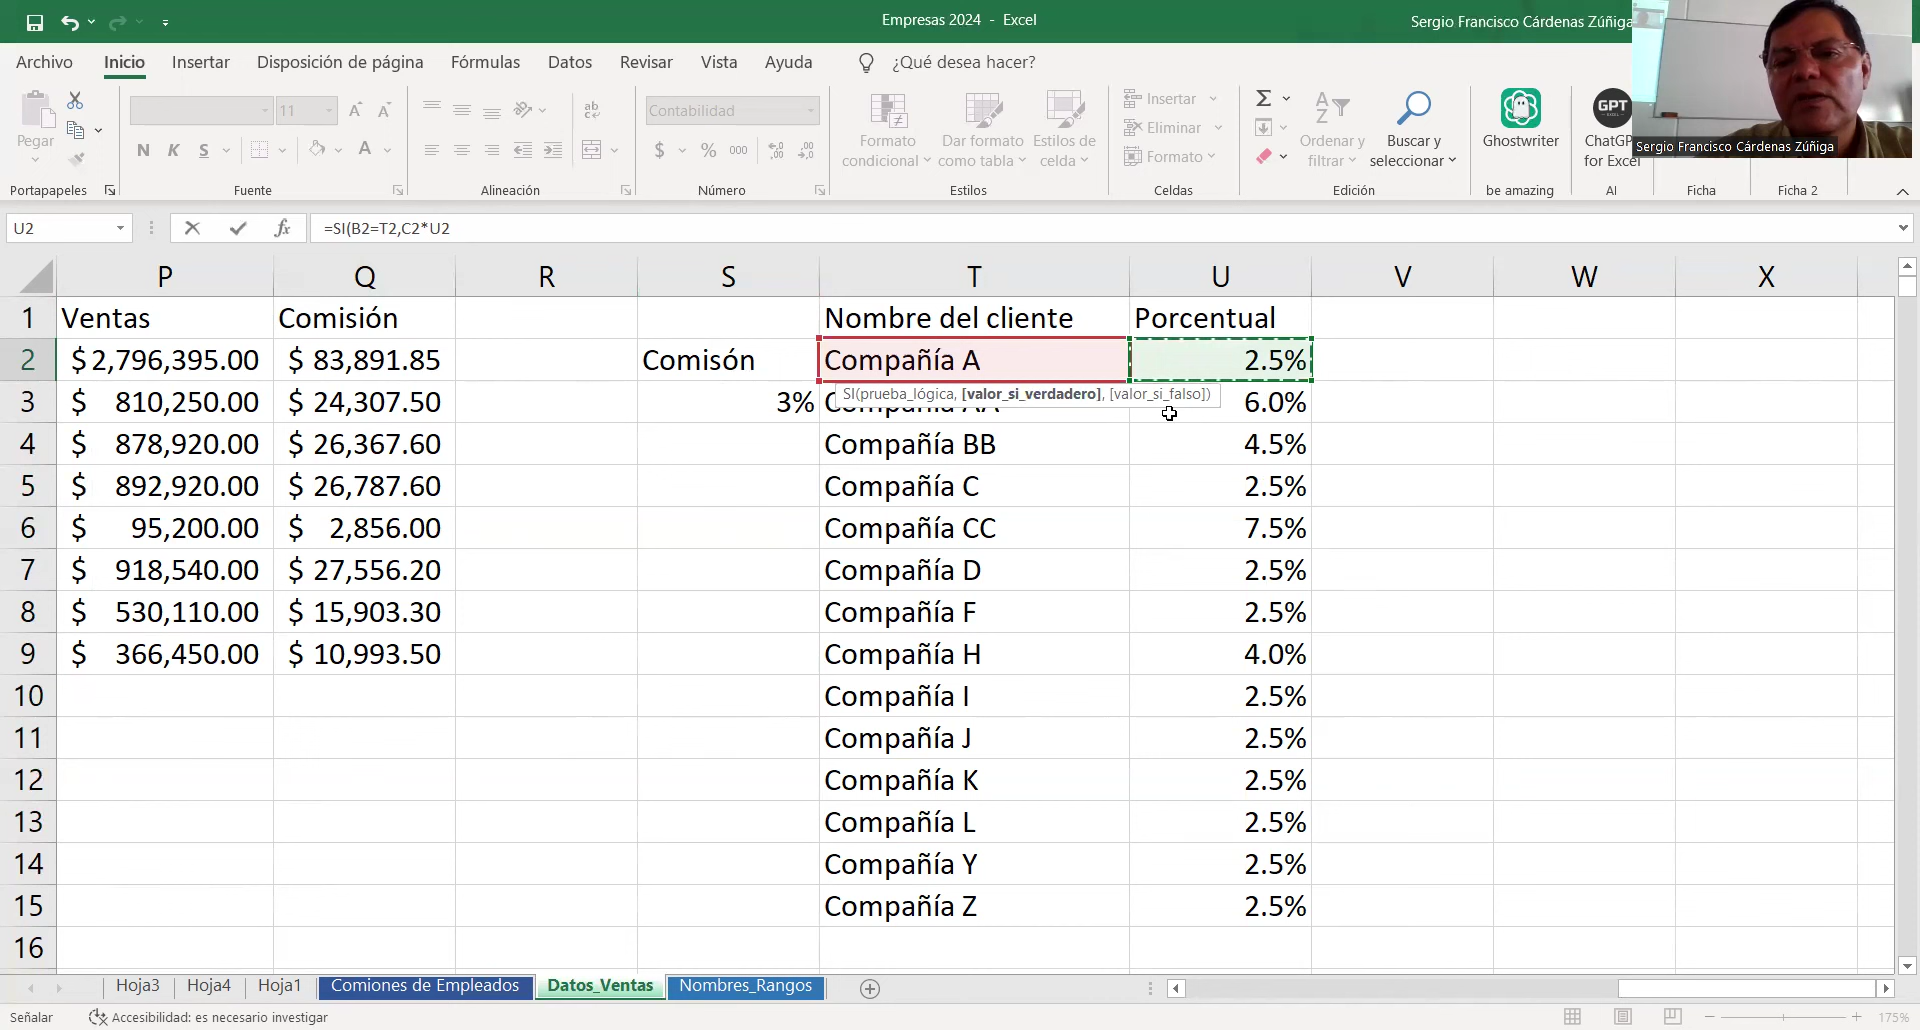 Empresas 2024 - Excel
Sergio Francisco Cárdenas Zúñiga
Archivo Inicio Insertar Disposición de página Fórmulas Datos Revisar Vista Ayuda ¿Qué desea hacer?
Pegar
Portapapeles
11
N K S
Fuente
ab
Alineación
Contabilidad
$ % 000
Número
Formato condicional
Dar formato como tabla
Estilos de celda
Estilos
Insertar
Eliminar
Formato
Celdas
Ordenar y filtrar
Buscar y seleccionar
Edición
Ghostwriter
be amazing
GPT
ChatGP
for Excel
AI
Ficha
Ficha 2
Sergio Francisco Cárdenas Zúñiga
U2 fx =SI(B2=T2,C2*U2
P Q R S T U V W X
1 Ventas Comisión Nombre del cliente Porcentual
2 $2,796,395.00 $ 83,891.85 Comisón Compañía A 2.5%
SI(prueba_lógica, [valor_si_verdadero], [valor_si_falso])
3 $ 810,250.00 $ 24,307.50 3% 6.0%
4 $ 878,920.00 $ 26,367.60 Compañía BB 4.5%
5 $ 892,920.00 $ 26,787.60 Compañía C 2.5%
6 $ 95,200.00 $ 2,856.00 Compañía CC 7.5%
7 $ 918,540.00 $ 27,556.20 Compañía D 2.5%
8 $ 530,110.00 $ 15,903.30 Compañía F 2.5%
9 $ 366,450.00 $ 10,993.50 Compañía H 4.0%
10 Compañía I 2.5%
11 Compañía J 2.5%
12 Compañía K 2.5%
13 Compañía L 2.5%
14 Compañía Y 2.5%
15 Compañía Z 2.5%
16
Hoja3 Hoja4 Hoja1 Comiones de Empleados Datos_Ventas Nombres_Rangos
Señalar Accesibilidad: es necesario investigar 175%